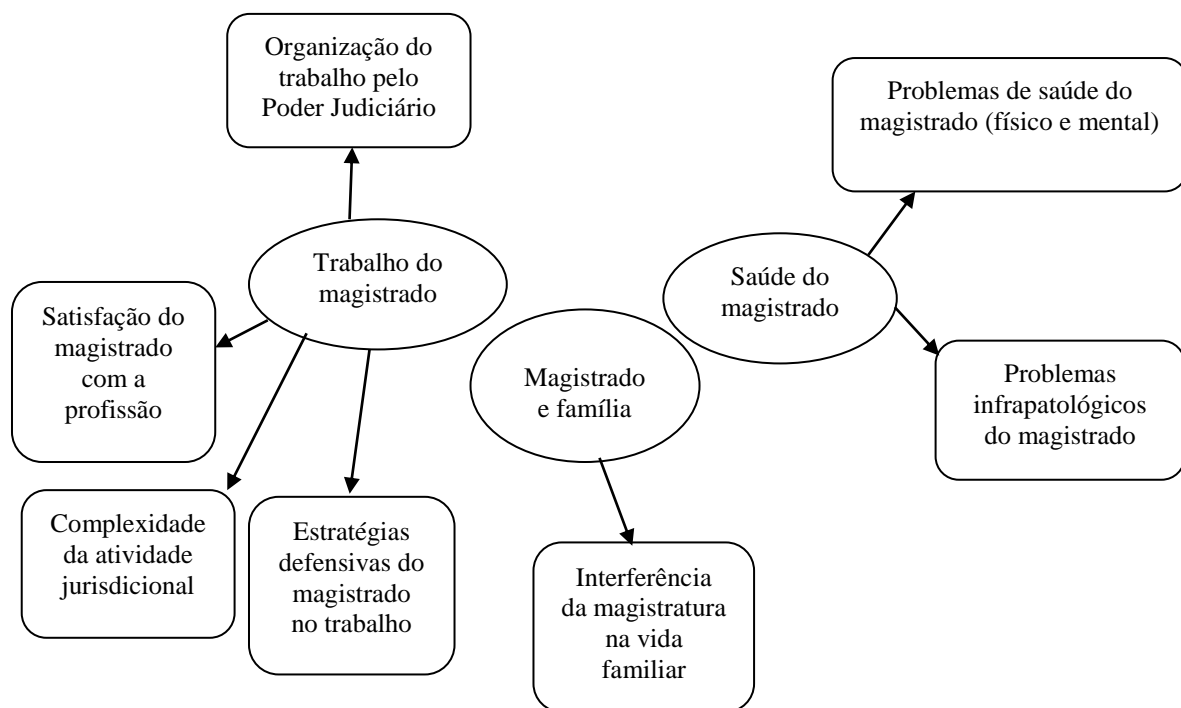 Organização do
trabalho pelo
Poder Judiciário
Problemas de saúde do
magistrado (físico e mental)
Trabalho do
magistrado
Saúde do
magistrado
Satisfação do
magistrado
com a
profissão
Magistrado
e família
Problemas
infrapatológicos
do magistrado
Complexidade
da atividade
jurisdicional
Estratégias
defensivas do
magistrado
no trabalho
Interferência
da magistratura
na vida
familiar